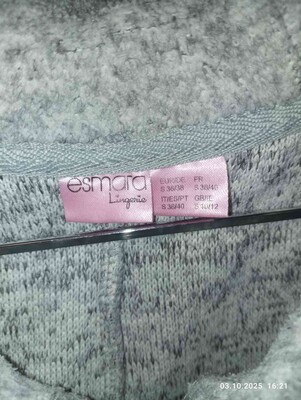 esmara
Lingerie
EUR/DE FR
S 36/38 S 38/40
IT/ES/PT GB/IE
S 38/40 S 10/12
03.10.2025 16:21